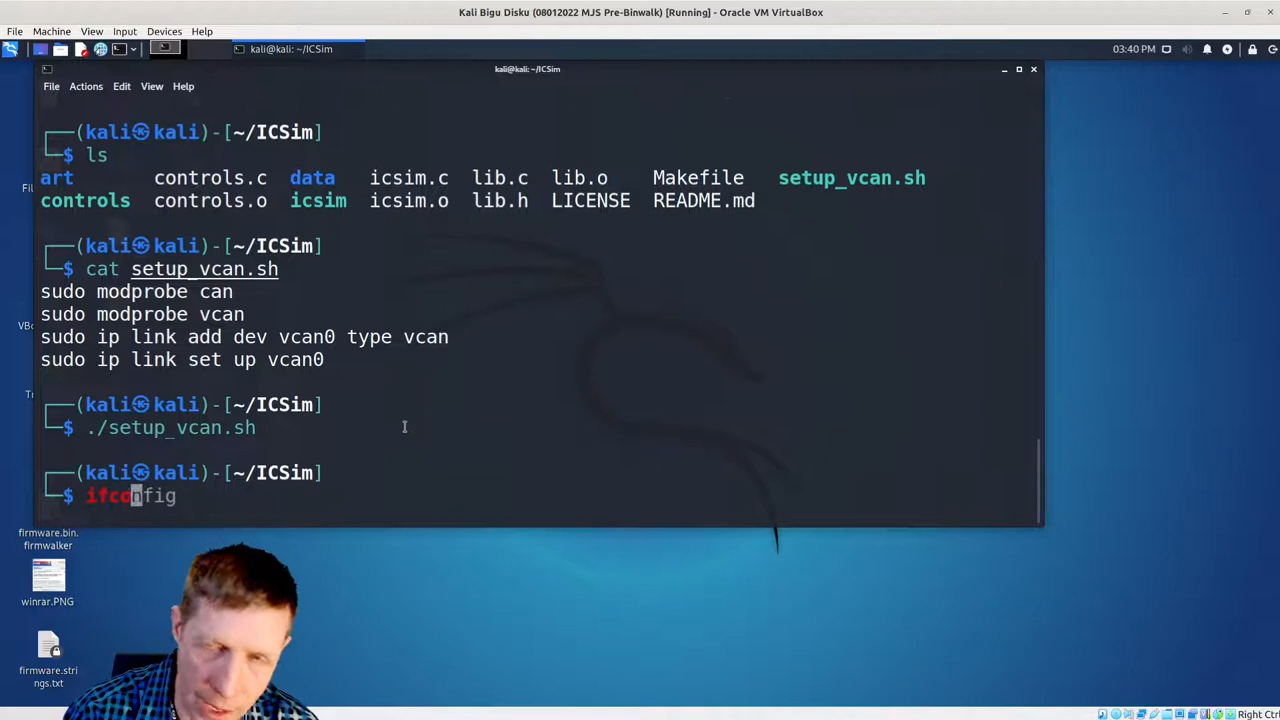 Kali Bigu Disku (08012022 MJS Pre-Binwalk) [Running] - Oracle VM VirtualBox
File Machine View Input Devices Help
kali@kali: ~/ICSim
03:40 PM
kali@kali: ~/ICSim
File Actions Edit View Help
(kali㉿kali)-[~/ICSim]
$ ls
art controls.c data icsim.c lib.c lib.o Makefile setup_vcan.sh
controls controls.o icsim icsim.o lib.h LICENSE README.md
(kali㉿kali)-[~/ICSim]
$ cat setup_vcan.sh
sudo modprobe can
sudo modprobe vcan
sudo ip link add dev vcan0 type vcan
sudo ip link set up vcan0
(kali㉿kali)-[~/ICSim]
$ ./setup_vcan.sh
(kali㉿kali)-[~/ICSim]
$ ifconfig
firmware.bin.
firmwalker
winrar.PNG
firmware.stri
ngs.txt
Right Ctrl